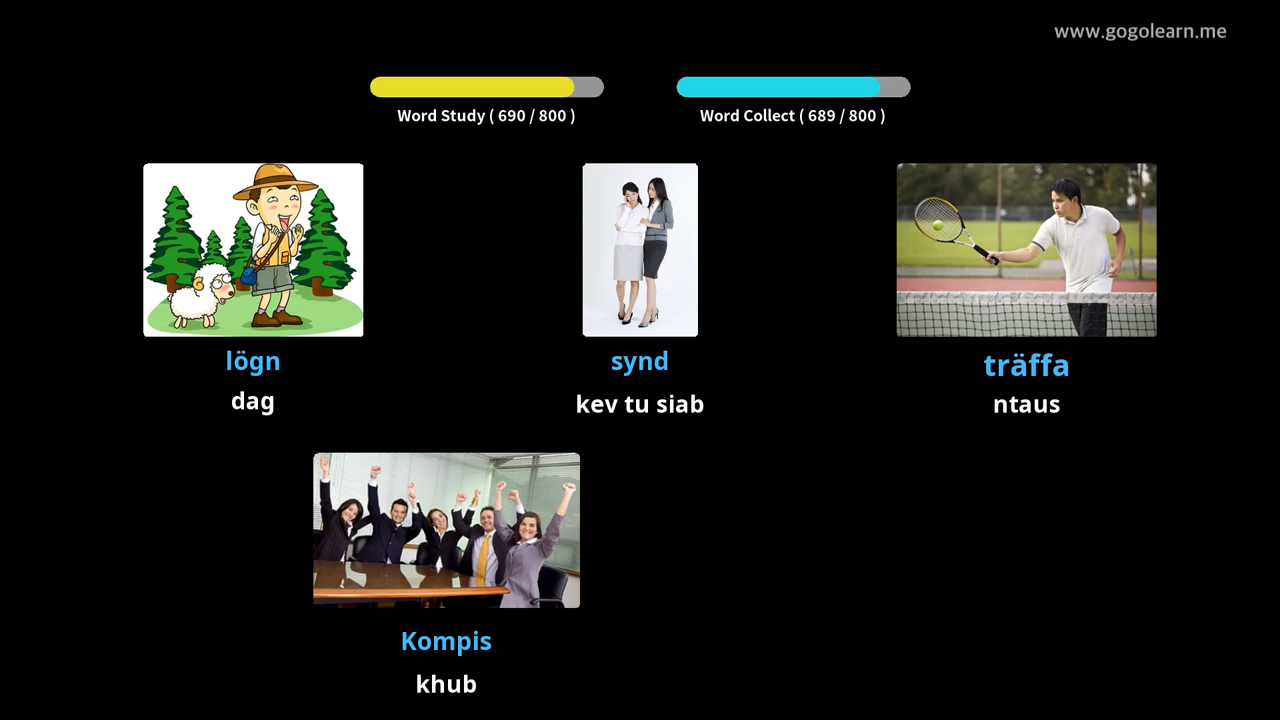 www.gogolearn.me
Word Study ( 690 / 800 )
Word Collect ( 689 / 800 )
lögn
dag
synd
kev tu siab
träffa
ntaus
Kompis
khub